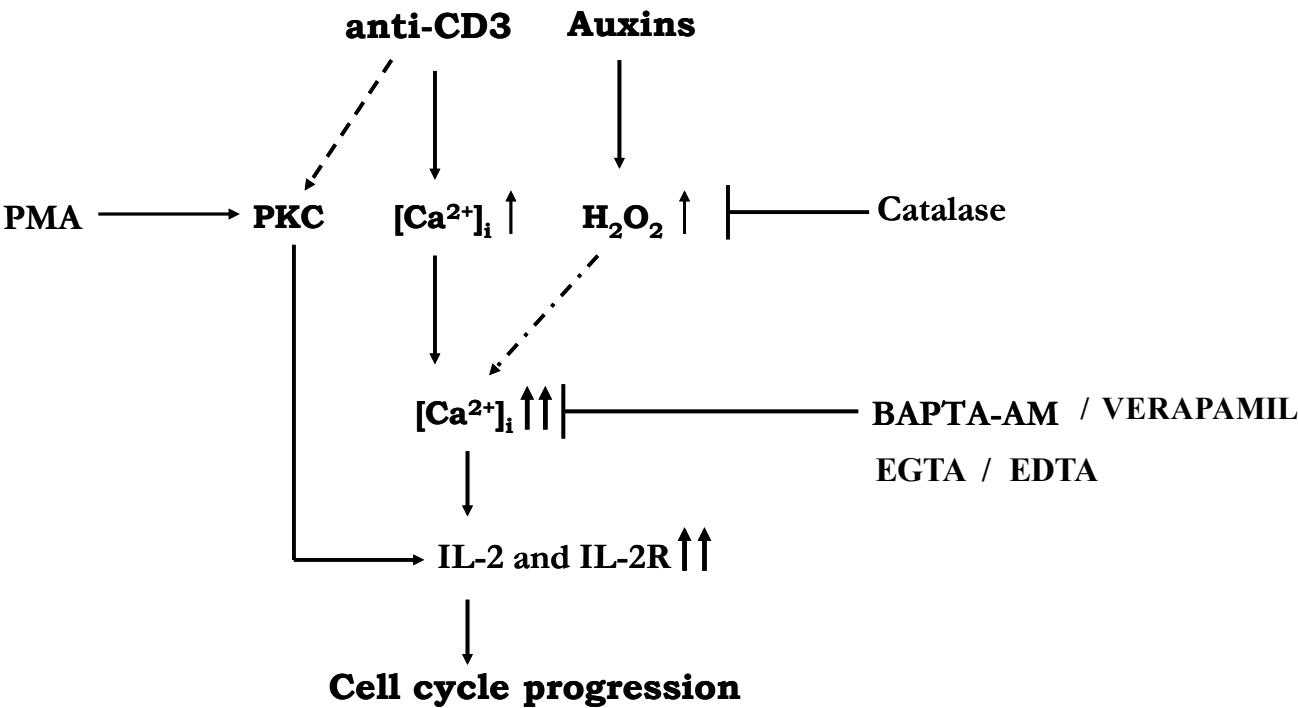 anti-CD3 Auxins
PMA PKC [Ca²⁺]ᵢ H₂O₂ Catalase
[Ca²⁺]ᵢ BAPTA-AM / VERAPAMIL
EGTA / EDTA
IL-2 and IL-2R
Cell cycle progression